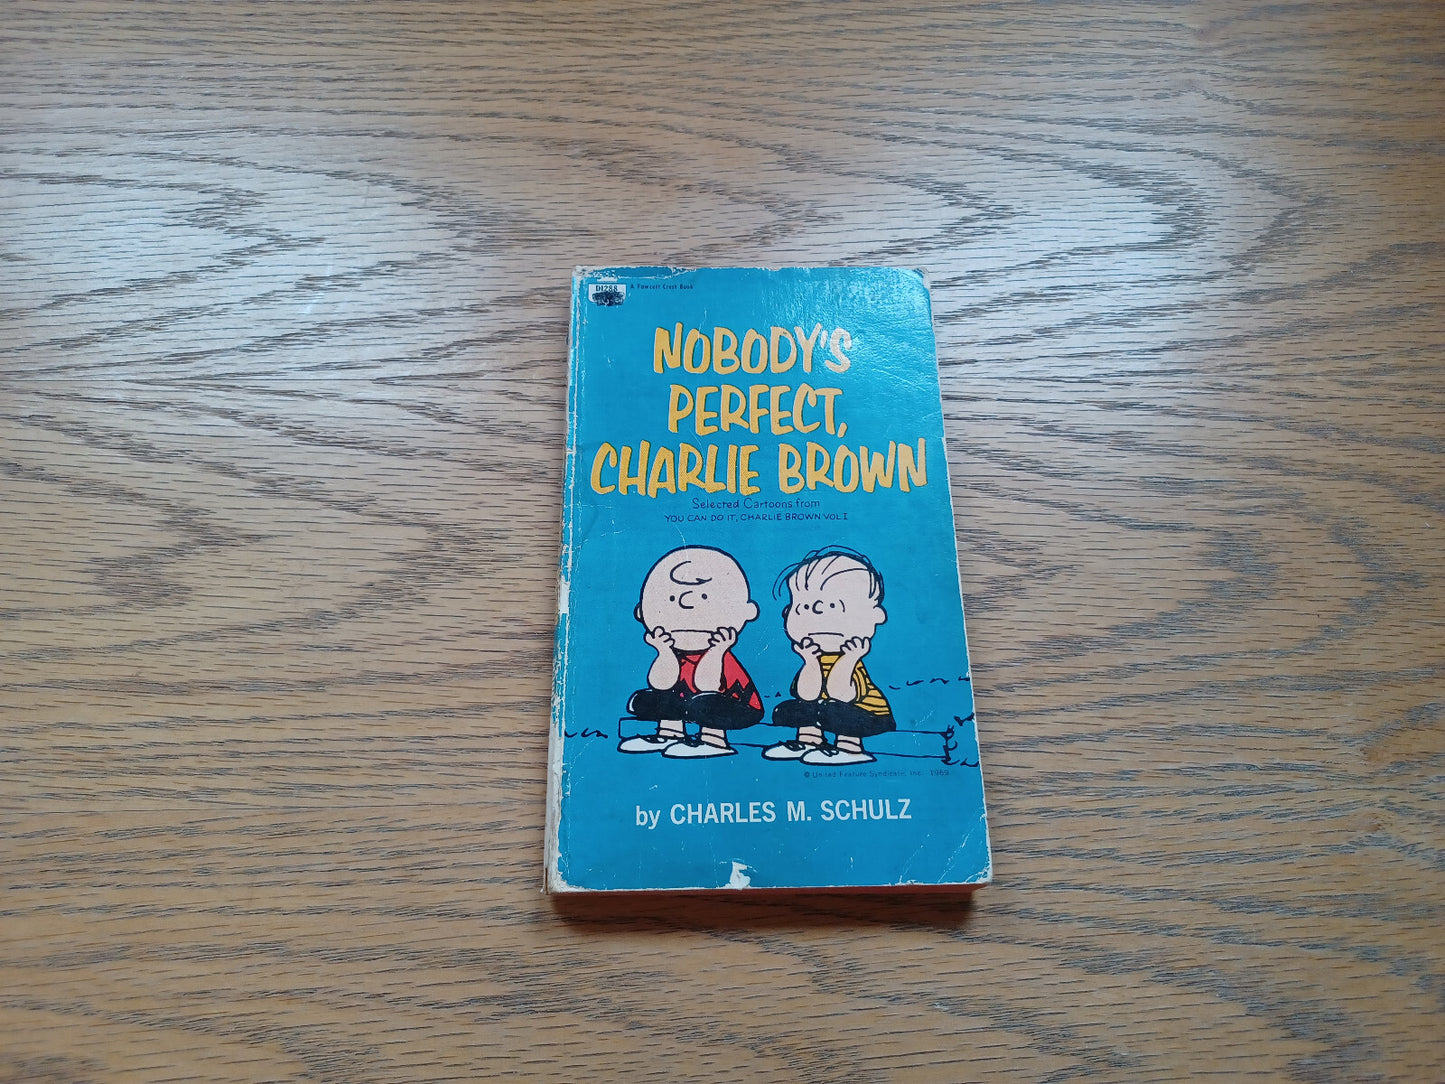 D1288
A Fawcett Crest Book
NOBODY'S
PERFECT,
CHARLIE BROWN
Selected Cartoons from
YOU CAN DO IT, CHARLIE BROWN VOL I
© United Feature Syndicate, Inc. 1969
by CHARLES M. SCHULZ